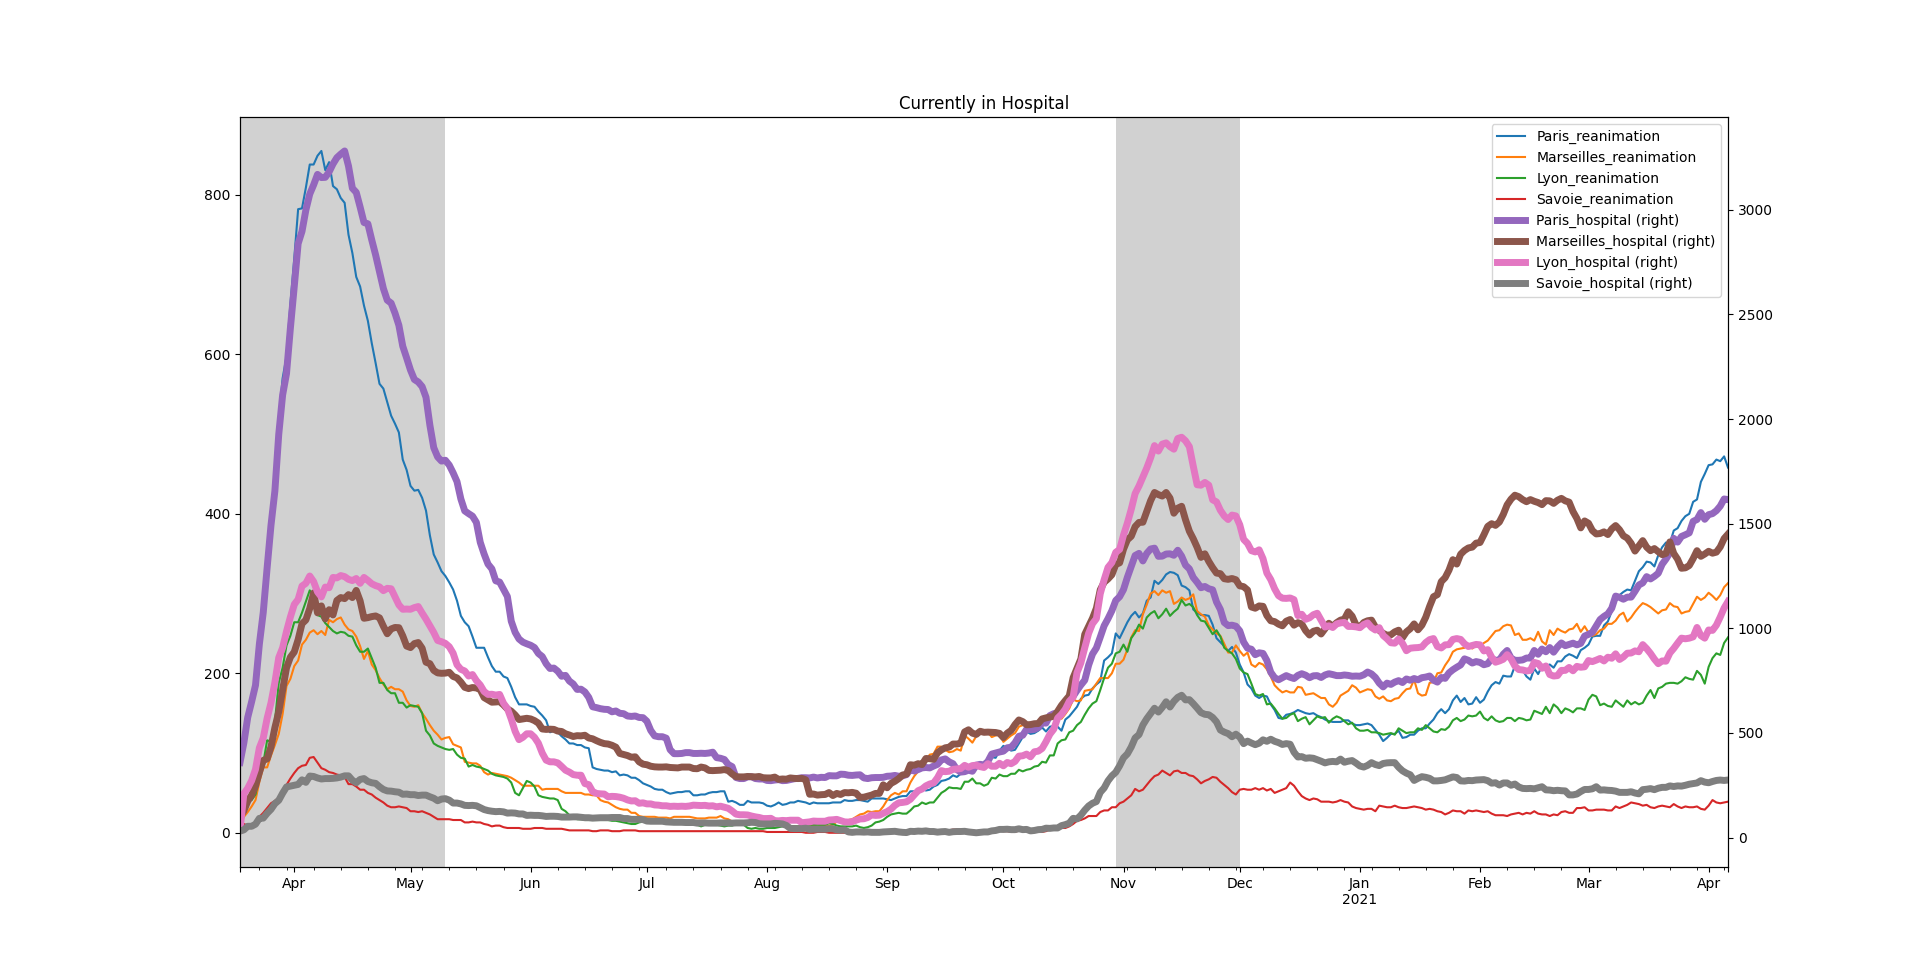 Currently in Hospital
Paris_reanimation
Marseilles_reanimation
Lyon_reanimation
Savoie_reanimation
Paris_hospital (right)
Marseilles_hospital (right)
Lyon_hospital (right)
Savoie_hospital (right)
800
600
400
200
0
3000
2500
2000
1500
1000
500
0
Apr May Jun Jul Aug Sep Oct Nov Dec Jan Feb Mar Apr
2021